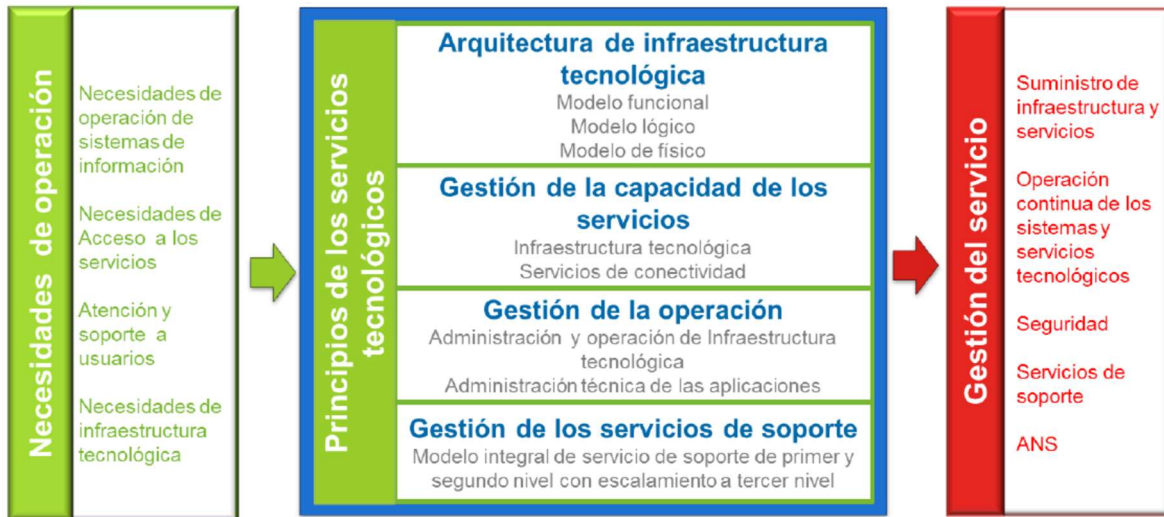 Necesidades de operación
Necesidades de
operación de
sistemas de
información
Necesidades de
Acceso a los
servicios
Atención y
soporte a
usuarios
Necesidades de
infraestructura
tecnológica
Principios de los servicios
tecnológicos
Arquitectura de infraestructura
tecnológica
Modelo funcional
Modelo lógico
Modelo de físico
Gestión de la capacidad de los
servicios
Infraestructura tecnológica
Servicios de conectividad
Gestión de la operación
Administración y operación de Infraestructura
tecnológica
Administración técnica de las aplicaciones
Gestión de los servicios de soporte
Modelo integral de servicio de soporte de primer y
segundo nivel con escalamiento a tercer nivel
Gestión del servicio
Suministro de
infraestructura y
servicios
Operación
continua de los
sistemas y
servicios
tecnológicos
Seguridad
Servicios de
soporte
ANS